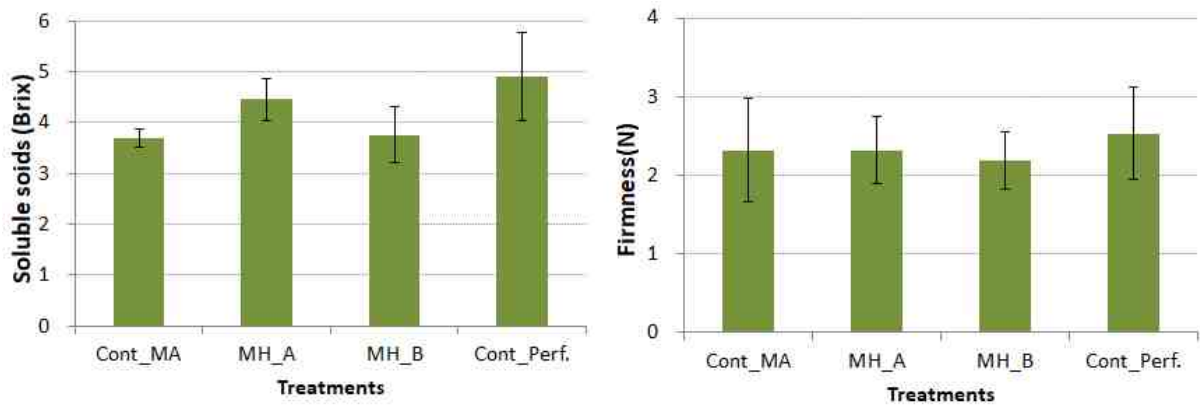 Soluble soids (Brix)
6
5
4
3
2
1
0
Cont_MA MH_A MH_B Cont_Perf.
Treatments
Firmness(N)
4
3
2
1
0
Cont_MA MH_A MH_B Cont_Perf.
Treatments